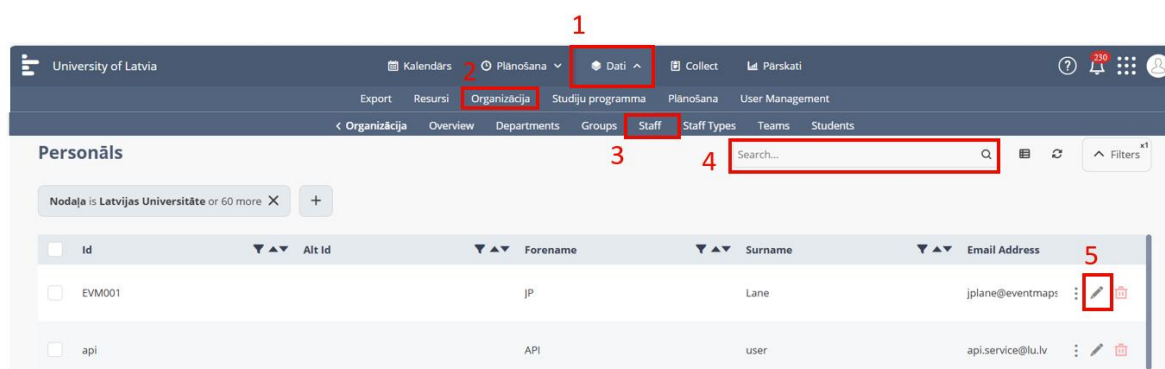 1
University of Latvia Kalendārs Plānošana Dati Collect Pārskati 230
2
Export Resursi Organizācija Studiju programma Plānošana User Management
< Organizācija Overview Departments Groups Staff Staff Types Teams Students
Personāls 3 4 Search... Filters x1
Nodaļa is Latvijas Universitāte or 60 more X +
Id Alt Id Forename Surname Email Address
5
EVM001 JP Lane jplane@eventmaps
api API user api.service@lu.lv